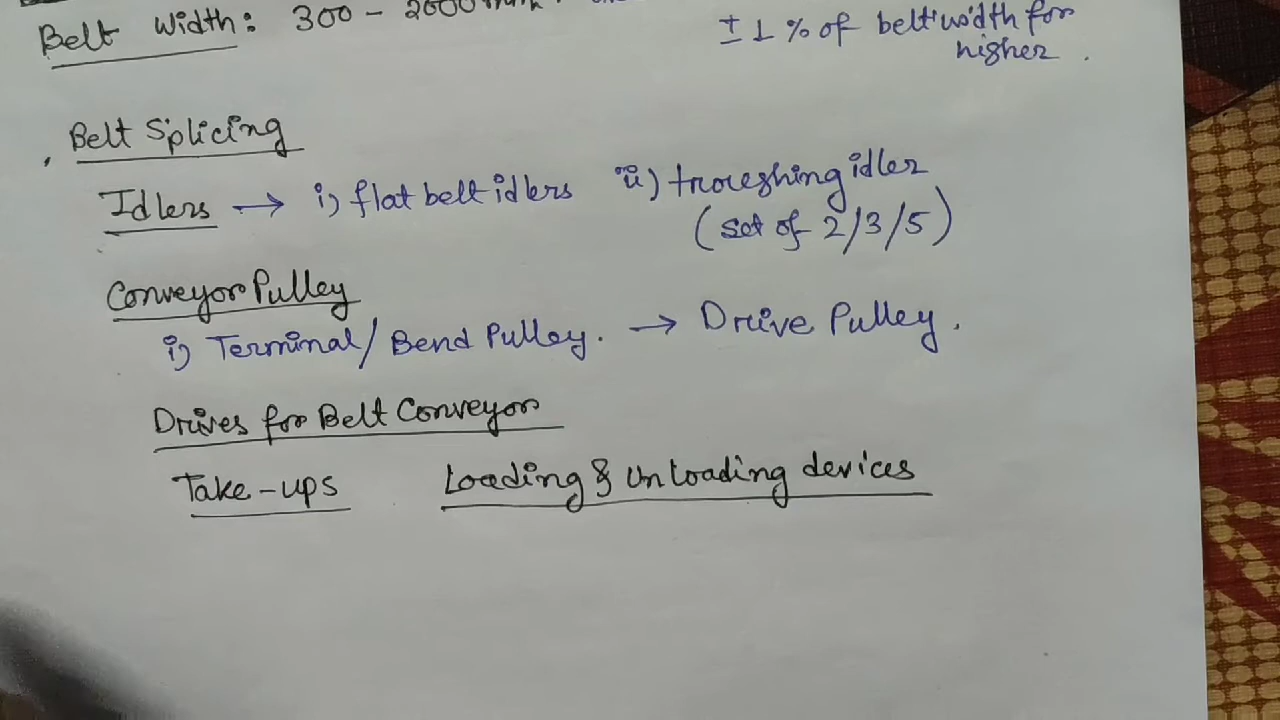 Belt Width: 300 - 2000 mm
± 1 % of belt width for
higher.
Belt Splicing
Idlers → i) flat belt idlers ii) troughing idler
(set of 2/3/5)
Conveyor Pulley
i) Terminal/Bend Pulley. → Drive Pulley.
Drives for Belt Conveyor
Take-ups Loading & Unloading devices